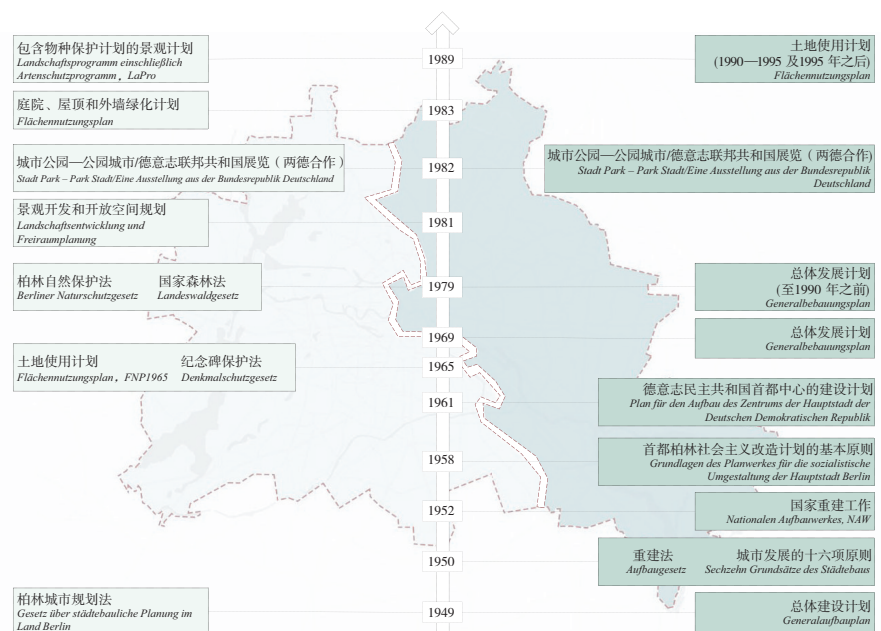 包含物种保护计划的景观计划
Landschaftsprogramm einschließlich
Artenschutzprogramm, LaPro
1989
土地使用计划
(1990—1995 及1995 年之后)
Flächennutzungsplan
庭院、屋顶和外墙绿化计划
Flächennutzungsplan
1983
城市公园—公园城市/德意志联邦共和国展览（两德合作）
Stadt Park – Park Stadt/Eine Ausstellung aus der Bundesrepublik Deutschland
1982
城市公园—公园城市/德意志联邦共和国展览（两德合作)
Stadt Park – Park Stadt/Eine Ausstellung aus der Bundesrepublik
Deutschland
景观开发和开放空间规划
Landschaftsentwicklung und
Freiraumplanung
1981
柏林自然保护法 国家森林法
Berliner Naturschutzgesetz Landeswaldgesetz
1979
总体发展计划
(至1990 年之前)
Generalbebauungsplan
1969
总体发展计划
Generalbebauungsplan
土地使用计划 纪念碑保护法
Flächennutzungsplan, FNP1965 Denkmalschutzgesetz
1965
1961
德意志民主共和国首都中心的建设计划
Plan für den Aufbau des Zentrums der Hauptstadt der
Deutschen Demokratischen Republik
1958
首都柏林社会主义改造计划的基本原则
Grundlagen des Planwerkes für die sozialistische
Umgestaltung der Hauptstadt Berlin
1952
国家重建工作
Nationalen Aufbauwerkes, NAW
1950
重建法 城市发展的十六项原则
Aufbaugesetz Sechzehn Grundsätze des Städtebaus
柏林城市规划法
Gesetz über städtebauliche Planung im
Land Berlin
1949
总体建设计划
Generalaufbauplan